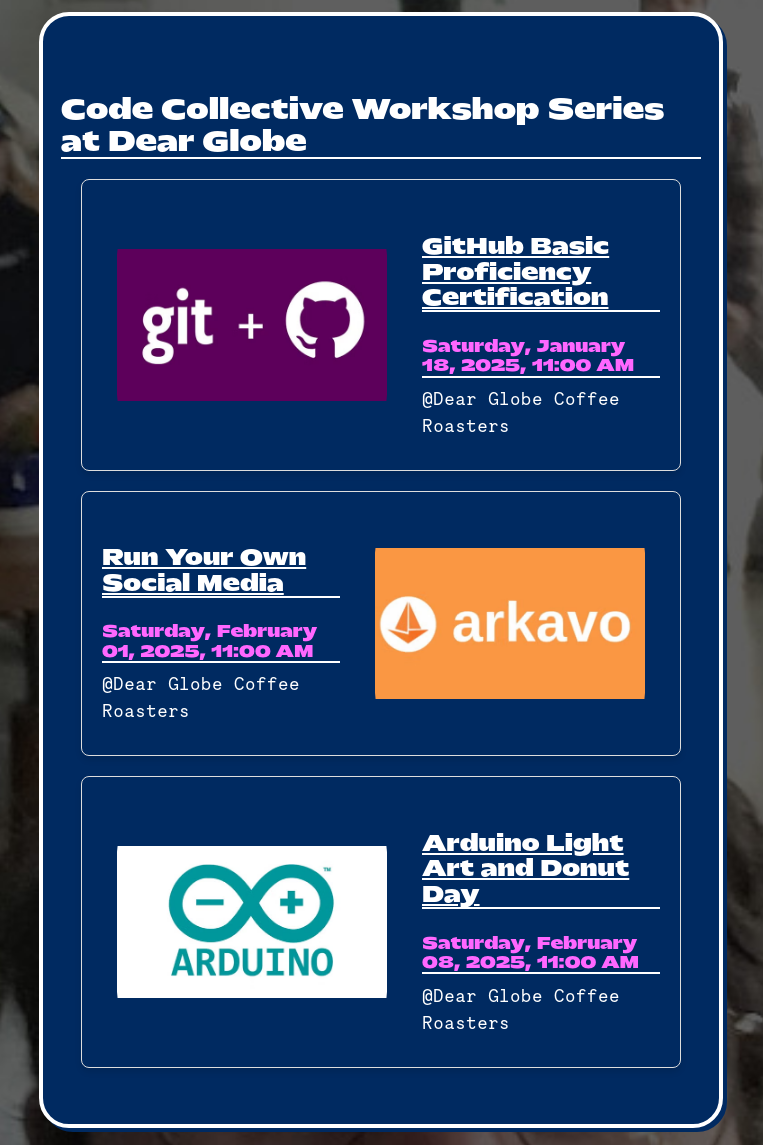 Code Collective Workshop Series
at Dear Globe
git +
GitHub Basic
Proficiency
Certification
Saturday, January
18, 2025, 11:00 AM
@Dear Globe Coffee
Roasters
Run Your Own
Social Media
Saturday, February
01, 2025, 11:00 AM
@Dear Globe Coffee
Roasters
arkavo
ARDUINO
™
Arduino Light
Art and Donut
Day
Saturday, February
08, 2025, 11:00 AM
@Dear Globe Coffee
Roasters